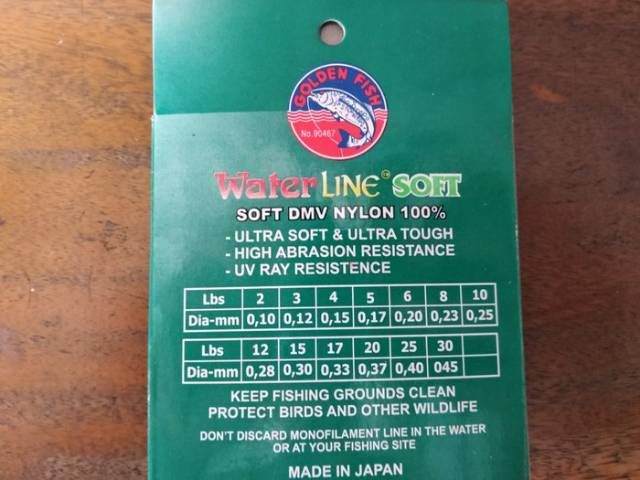 GOLDEN FISH
No.90467
Water LINE SOFT
SOFT DMV NYLON 100%
- ULTRA SOFT & ULTRA TOUGH
- HIGH ABRASION RESISTANCE
- UV RAY RESISTENCE
Lbs 2 3 4 5 6 8 10
Dia-mm 0,10 0,12 0,15 0,17 0,20 0,23 0,25
Lbs 12 15 17 20 25 30
Dia-mm 0,28 0,30 0,33 0,37 0,40 045
KEEP FISHING GROUNDS CLEAN
PROTECT BIRDS AND OTHER WILDLIFE
DON'T DISCARD MONOFILAMENT LINE IN THE WATER
OR AT YOUR FISHING SITE
MADE IN JAPAN